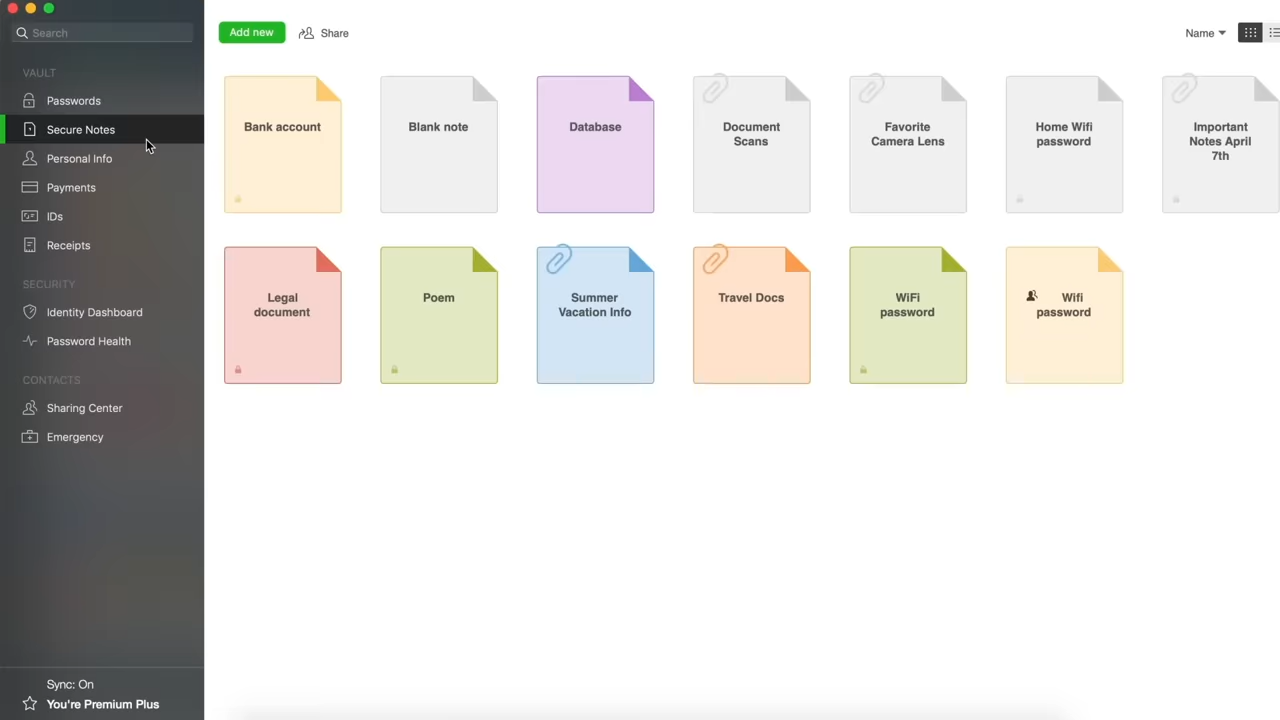 Search
Add new
Share
Name
VAULT
Passwords
Secure Notes
Personal Info
Payments
IDs
Receipts
SECURITY
Identity Dashboard
Password Health
CONTACTS
Sharing Center
Emergency
Sync: On
You're Premium Plus
Bank account
Blank note
Database
Document
Scans
Favorite
Camera Lens
Home Wifi
password
Important
Notes April
7th
Legal
document
Poem
Summer
Vacation Info
Travel Docs
WiFi
password
Wifi
password